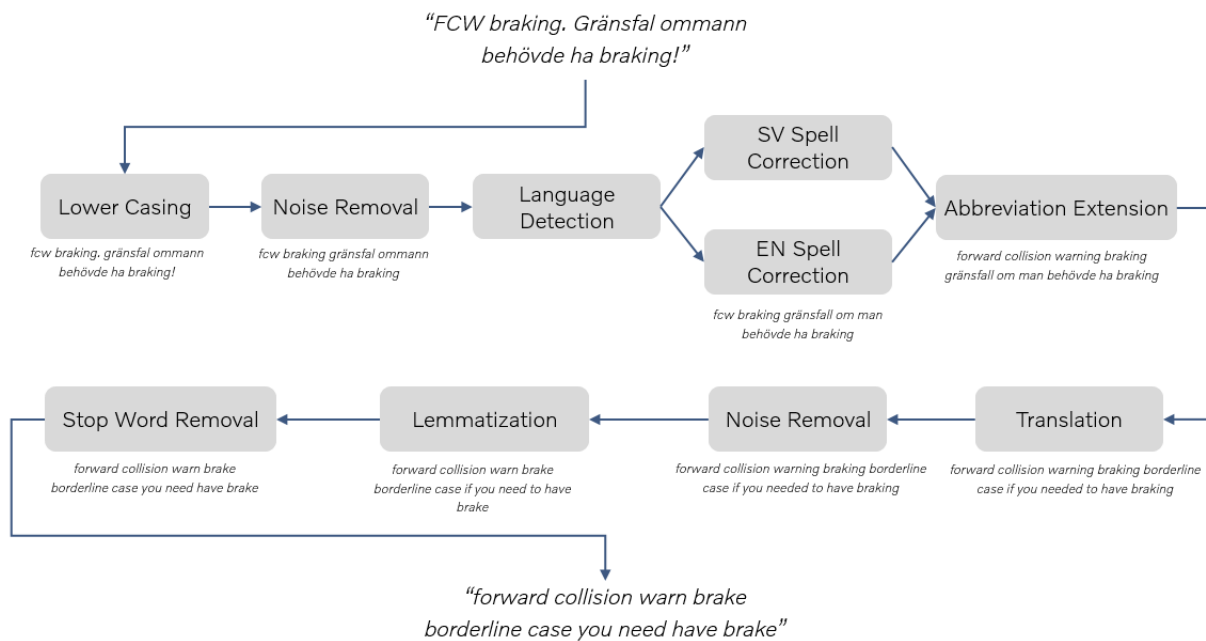 “FCW braking. Gränsfal ommann
behövde ha braking!”
Lower Casing
fcw braking. gränsfal ommann
behövde ha braking!
Noise Removal
fcw braking gränsfal ommann
behövde ha braking
Language
Detection
SV Spell
Correction
EN Spell
Correction
fcw braking gränsfall om man
behövde ha braking
Abbreviation Extension
forward collision warning braking
gränsfall om man behövde ha braking
Translation
forward collision warning braking borderline
case if you needed to have braking
Noise Removal
forward collision warning braking borderline
case if you needed to have braking
Lemmatization
forward collision warn brake
borderline case if you need to have
brake
Stop Word Removal
forward collision warn brake
borderline case you need have brake
“forward collision warn brake
borderline case you need have brake”